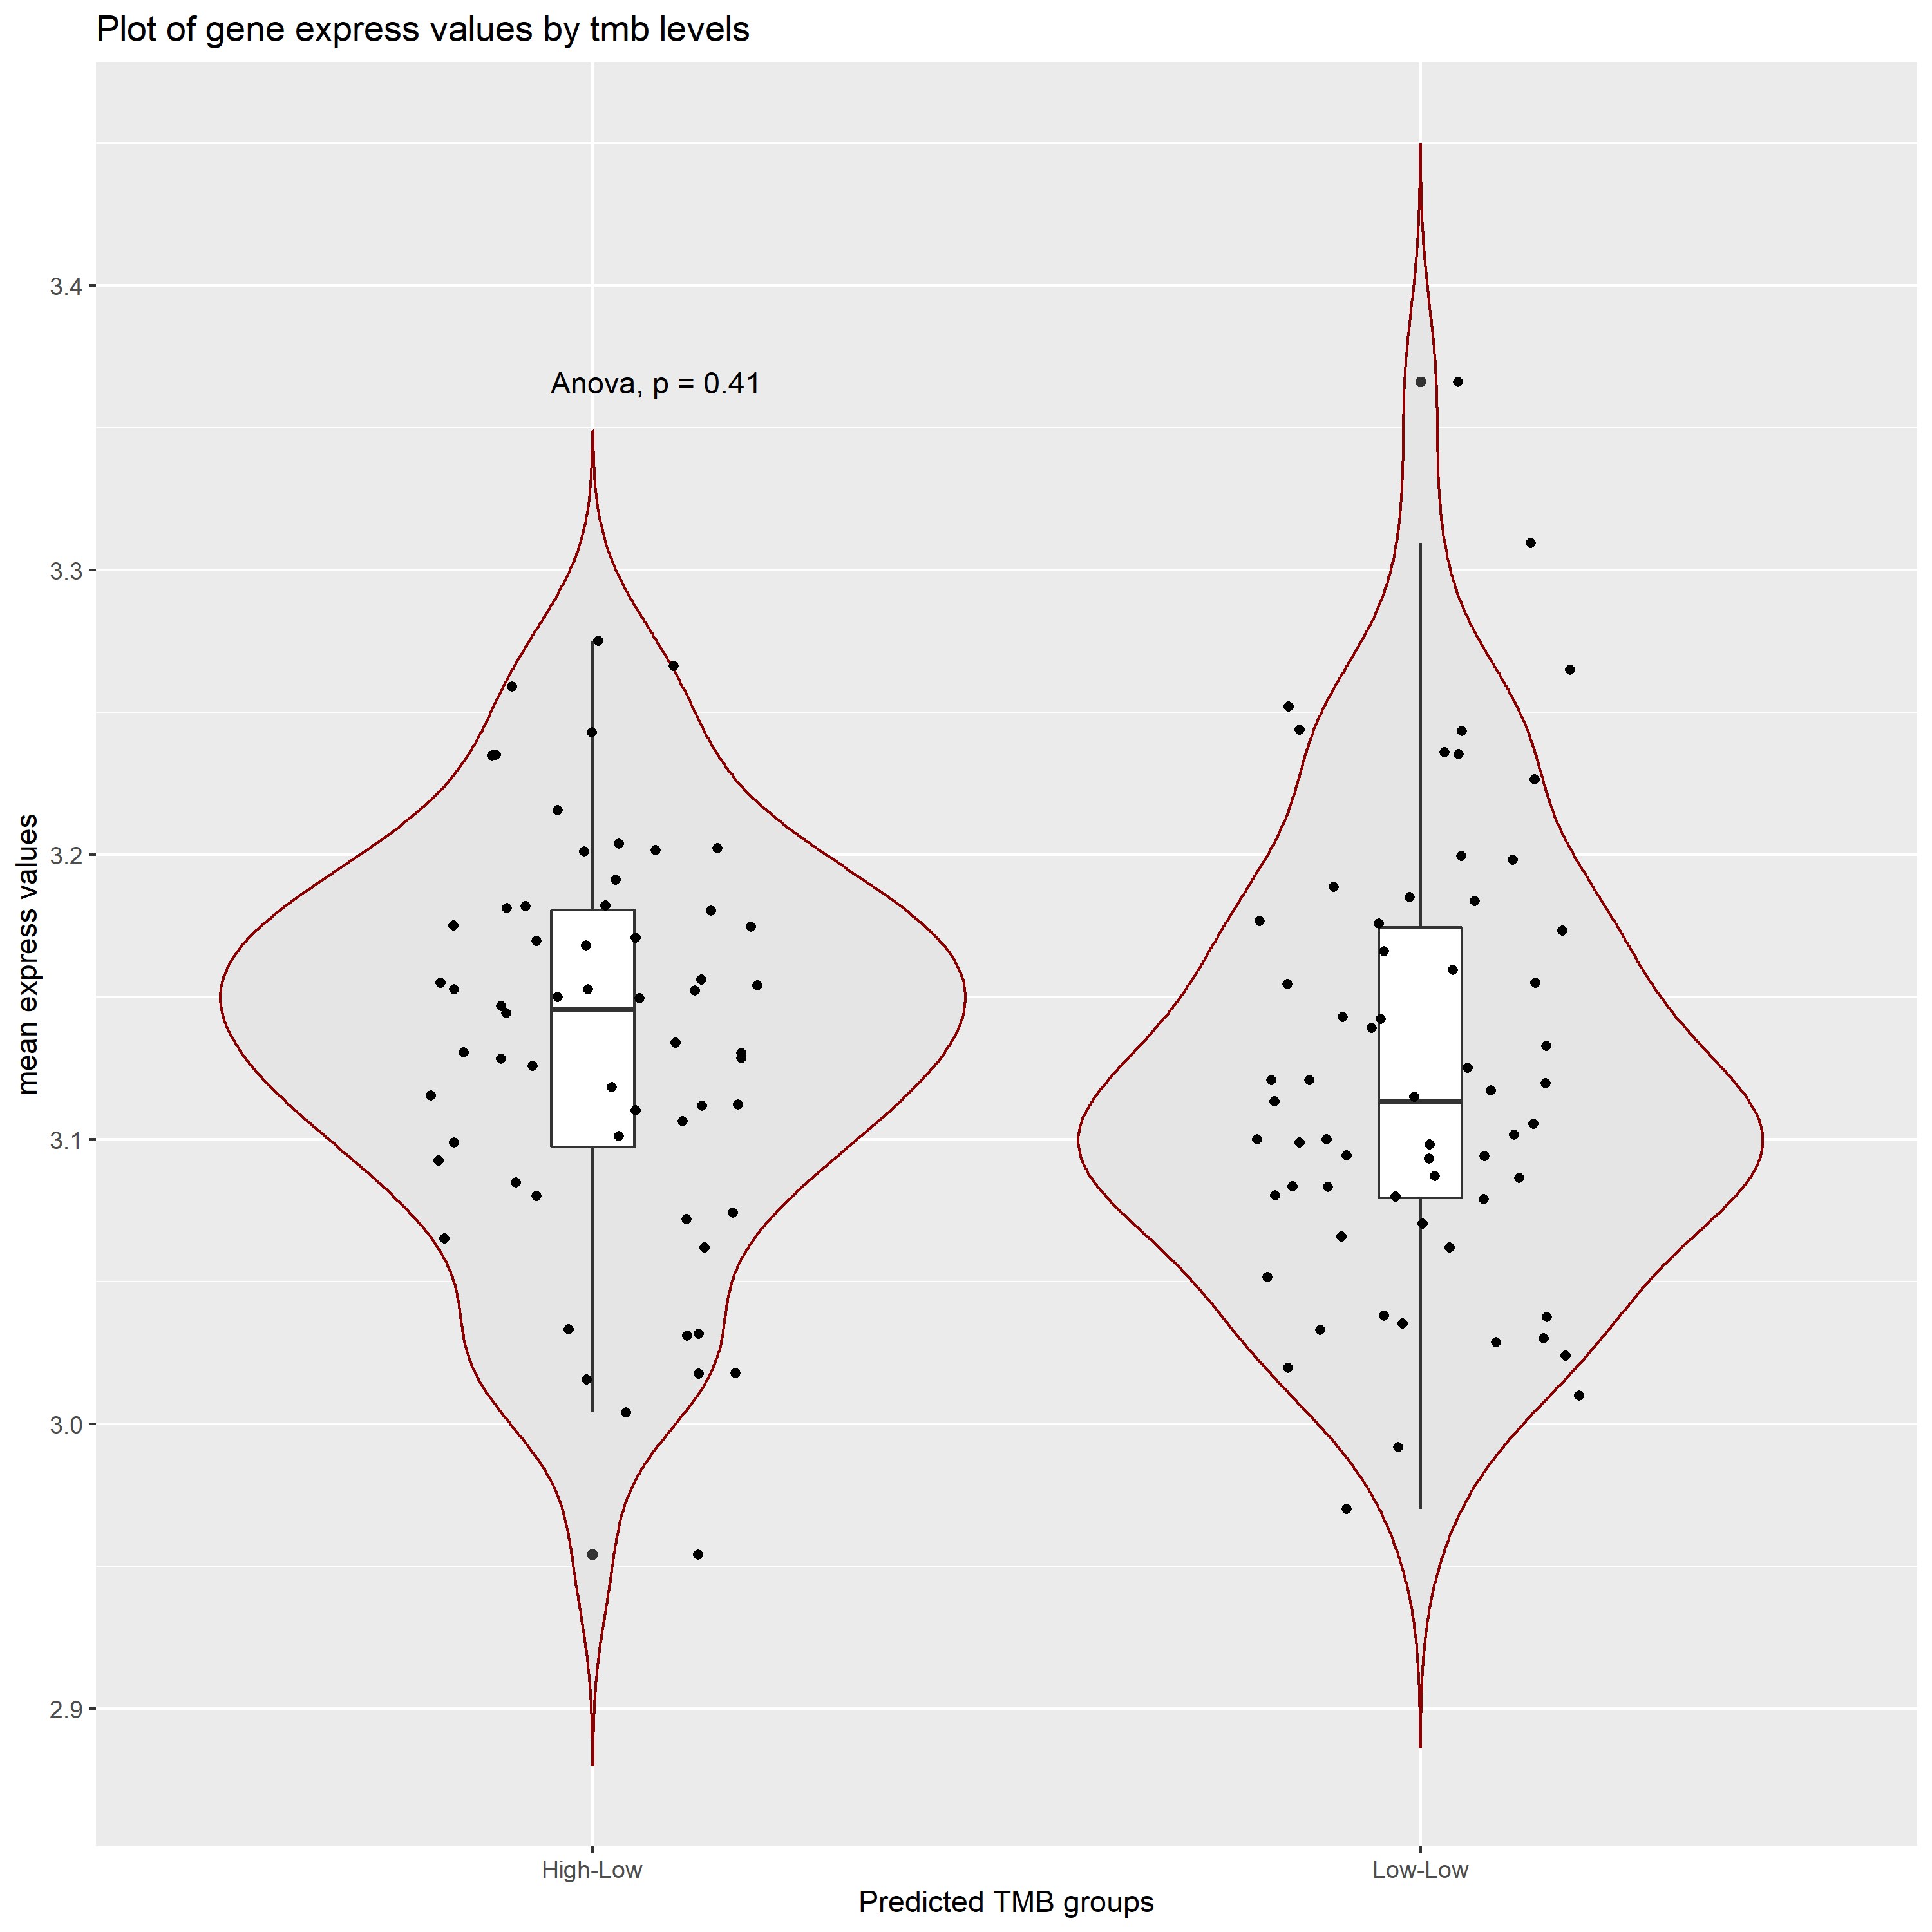 Plot of gene express values by tmb levels
Anova, p = 0.41
mean express values
3.4
3.3
3.2
3.1
3.0
2.9
High-Low
Low-Low
Predicted TMB groups